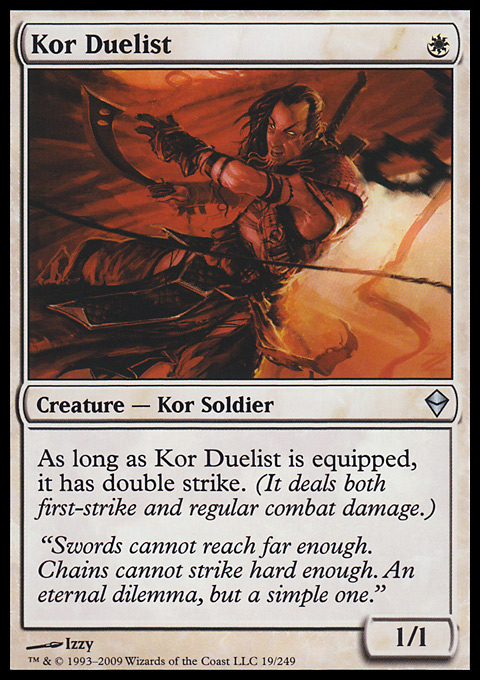 Kor Duelist
Creature — Kor Soldier
As long as Kor Duelist is equipped,
it has double strike. (It deals both
first-strike and regular combat damage.)
“Swords cannot reach far enough.
Chains cannot strike hard enough. An
eternal dilemma, but a simple one.”
Izzy
1/1
™ & © 1993–2009 Wizards of the Coast LLC 19/249